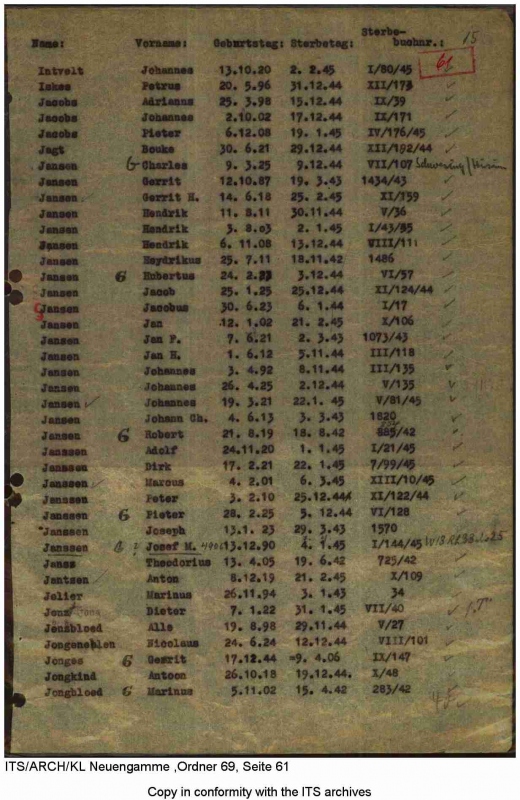 Sterbe-
Name: Vorname: Geburtstag: Sterbetag: buchnr.: 15
61
Intvelt Johannes 13.10.20 2. 2.45 I/80/45
Iskes Petrus 20. 5.96 31.12.44 XII/173
Jacobs Adrianus 25. 3.98 15.12.44 IX/39
Jacobs Johannes 2.10.02 17.12.44 IX/171
Jacobs Pieter 6.12.08 19. 1.45 IV/176/45
Jagt Bouke 30. 6.21 29.12.44 XII/192/44
Jansen G Charles 9. 3.25 9.12.44 VII/107
Jansen Gerrit 12.10.87 19. 3.43 1434/43
Jansen Gerrit H. 14. 6.18 25. 2.45 XI/159
Jansen Hendrik 11. 8.11 30.11.44 V/36
Jansen Hendrik 3. 8.03 2. 1.45 I/43/
Jansen Hendrik 6. 11.08 13.12.44 VIII/111
Jansen Heydrikus 25. 7.11 18.11.42 1486
Jansen G Hubertus 24. 2. 3.12.44 VI/57
Jansen Jacob 25. 1.25 25.12.44 XI/124/44
Jansen Jacobus 30. 6.23 6. 1.44 I/17
Jansen Jan 12. 1.02 21. 2.45 X/106
Jansen Jan F. 7. 6.21 2. 3.43 1073/43
Jansen Jan H. 1. 6.12 5.11.44 III/118
Jansen Johannes 3. 4.92 8.11.44 III/135
Jansen Johannes 26. 4.25 2.12.44 V/135
Jansen Johannes 19. 3.21 22.1. 45 V/81/45
Jansen Johann Ch. 4. 6.13 3. 3.43 1820
Jansen G Robert 21. 8.19 18. 8.42 /42
Janssen Adolf 24.11.20 1. 1.45 I/21/45
Janssen Dirk 17. 2.21 22. 1.45 7/99/45
Janssen Marcus 4. 2.01 6. 3.45 XIII/10/45
Janssen Peter 3. 2.10 25.12.44 XI/122/44
Janssen G Pieter 28. 2.25 5. 12.44 VI/128
Janssen Joseph 13.1. 23 29. 3.43 1570
Janssen Josef M. 13.12.90 4. 1.45 I/144/45
Janss Theodorius 13. 4.05 19. 6.42 725/42
Jentsen Anton 8.12.19 21. 2.45 X/109
Jelier Marinus 26.11.94 3. 1.43 34
Dieter 7. 1.22 31. 1.45 VII/40
Jensbloed Alle 19. 8.98 29.11.44 V/27
Jongeneblen Nicolaus 24. 6.24 12.12.44 VIII/101
Jonges G Gerrit 17.12.44 =9. 4.06 IX/147
Jongkind Antoon 26.10.18 19.12.44. X/48
Jongbloed G Marinus 5.11.02 15. 4.42 283/42
ITS/ARCH/KL Neuengamme ,Ordner 69, Seite 61
Copy in conformity with the ITS archives